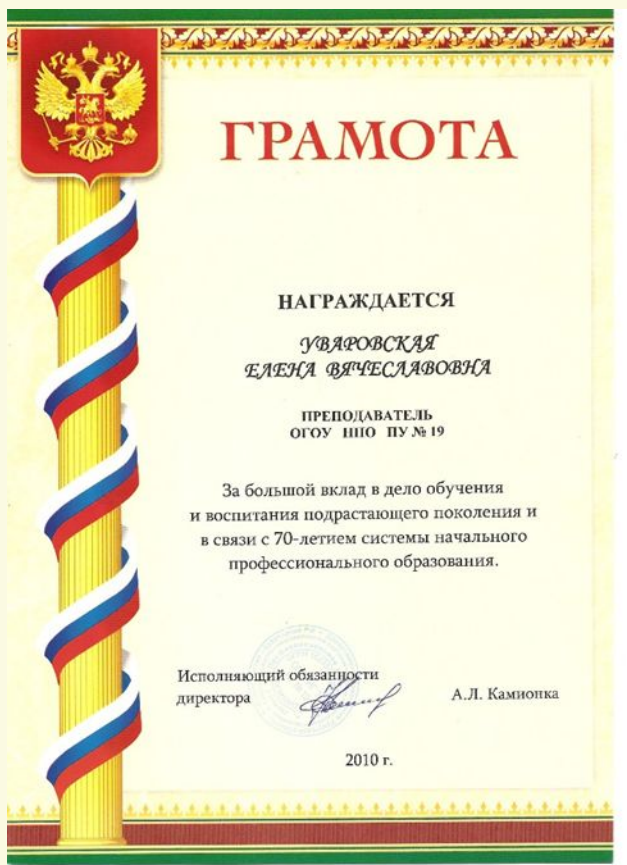 ГРАМОТА
НАГРАЖДАЕТСЯ
УВАРОВСКАЯ
ЕЛЕНА ВЯЧЕСЛАВОВНА
ПРЕПОДАВАТЕЛЬ
ОГОУ НПО ПУ № 19
За большой вклад в дело обучения
и воспитания подрастающего поколения и
в связи с 70-летием системы начального
профессионального образования.
Исполняющий обязанности
директора А.Л. Камионка
2010 г.